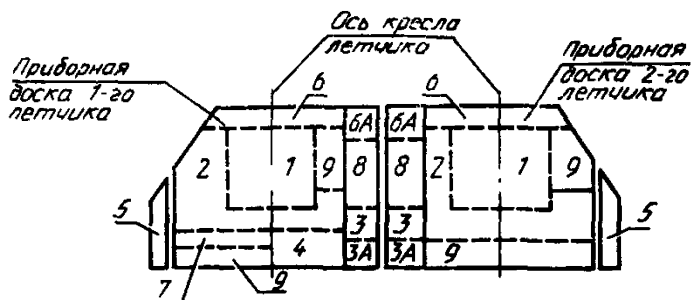 Ось кресла
летчика
Приборная
доска 1-го
летчика
Приборная
доска 2-го
летчика
6
6
6А 6А
2 1 9 8 8 2 1 9
5 5
3 3
7 4 3А 3А 9
9